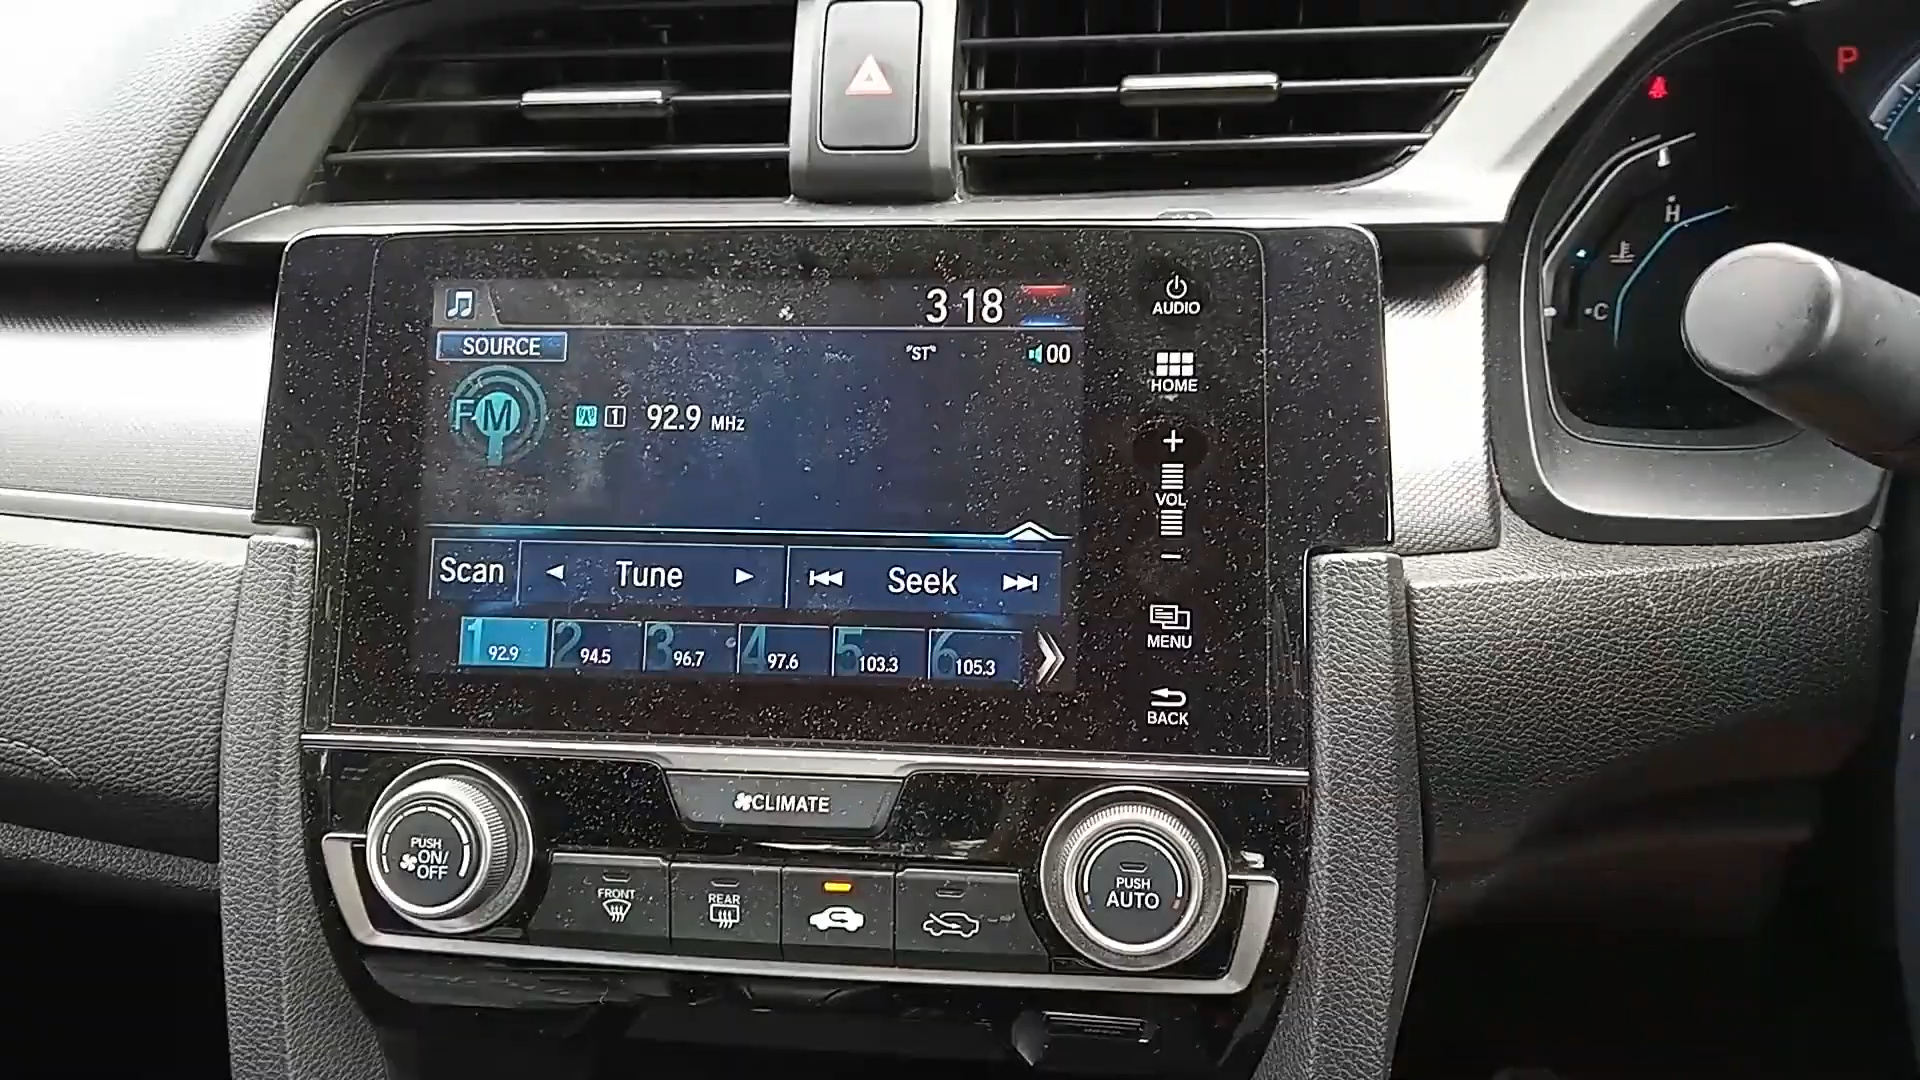 P
H
C
3 18
AUDIO
SOURCE
"ST"
00
HOME
FM
1
92.9 MHz
+
VOL
−
Scan
Tune
Seek
MENU
1 92.9
2 94.5
3 96.7
4 97.6
5 103.3
6 105.3
BACK
CLIMATE
PUSH
ON/
OFF
FRONT
REAR
PUSH
AUTO